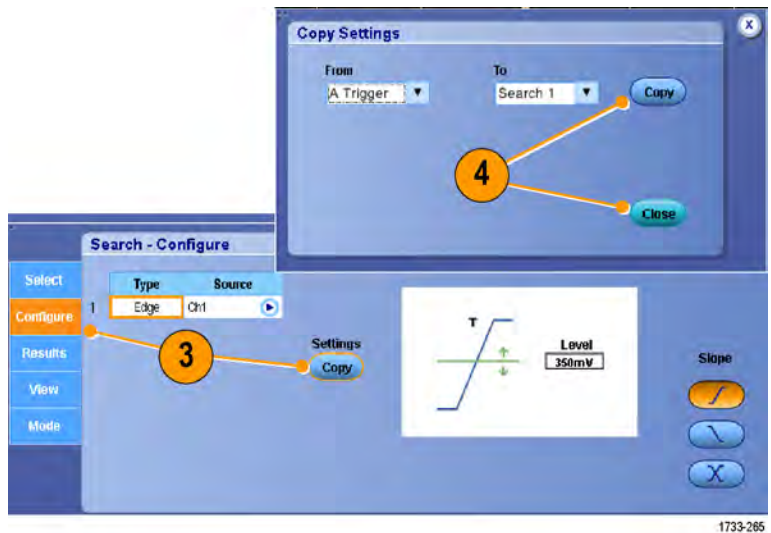 Copy Settings
X
From
To
A Trigger
Search 1
Copy
4
Close
Search - Configure
Select
Configure
Results
View
Mode
Type
Source
1
Edge
Ch1
3
Settings
Copy
T
Level
350mV
Slope
1733-265